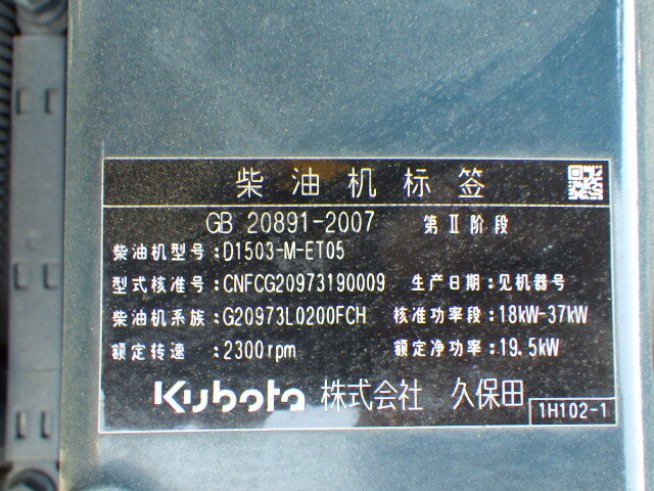 柴油机标签
GB 20891-2007 第Ⅱ阶段
柴油机型号:D1503-M-ET05
型式核准号:CNFCG20973190009 生产日期:见机器号
柴油机系族:G20973L0200FCH 核准功率段:18kW-37kW
额定转速 :2300rpm 额定净功率:19.5kW
Kubota 株式会社 久保田
1H102-1